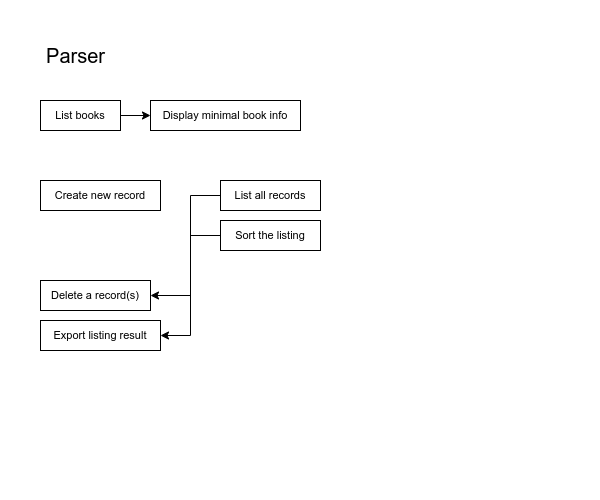 Parser
List books
Display minimal book info
Create new record
List all records
Sort the listing
Delete a record(s)
Export listing result